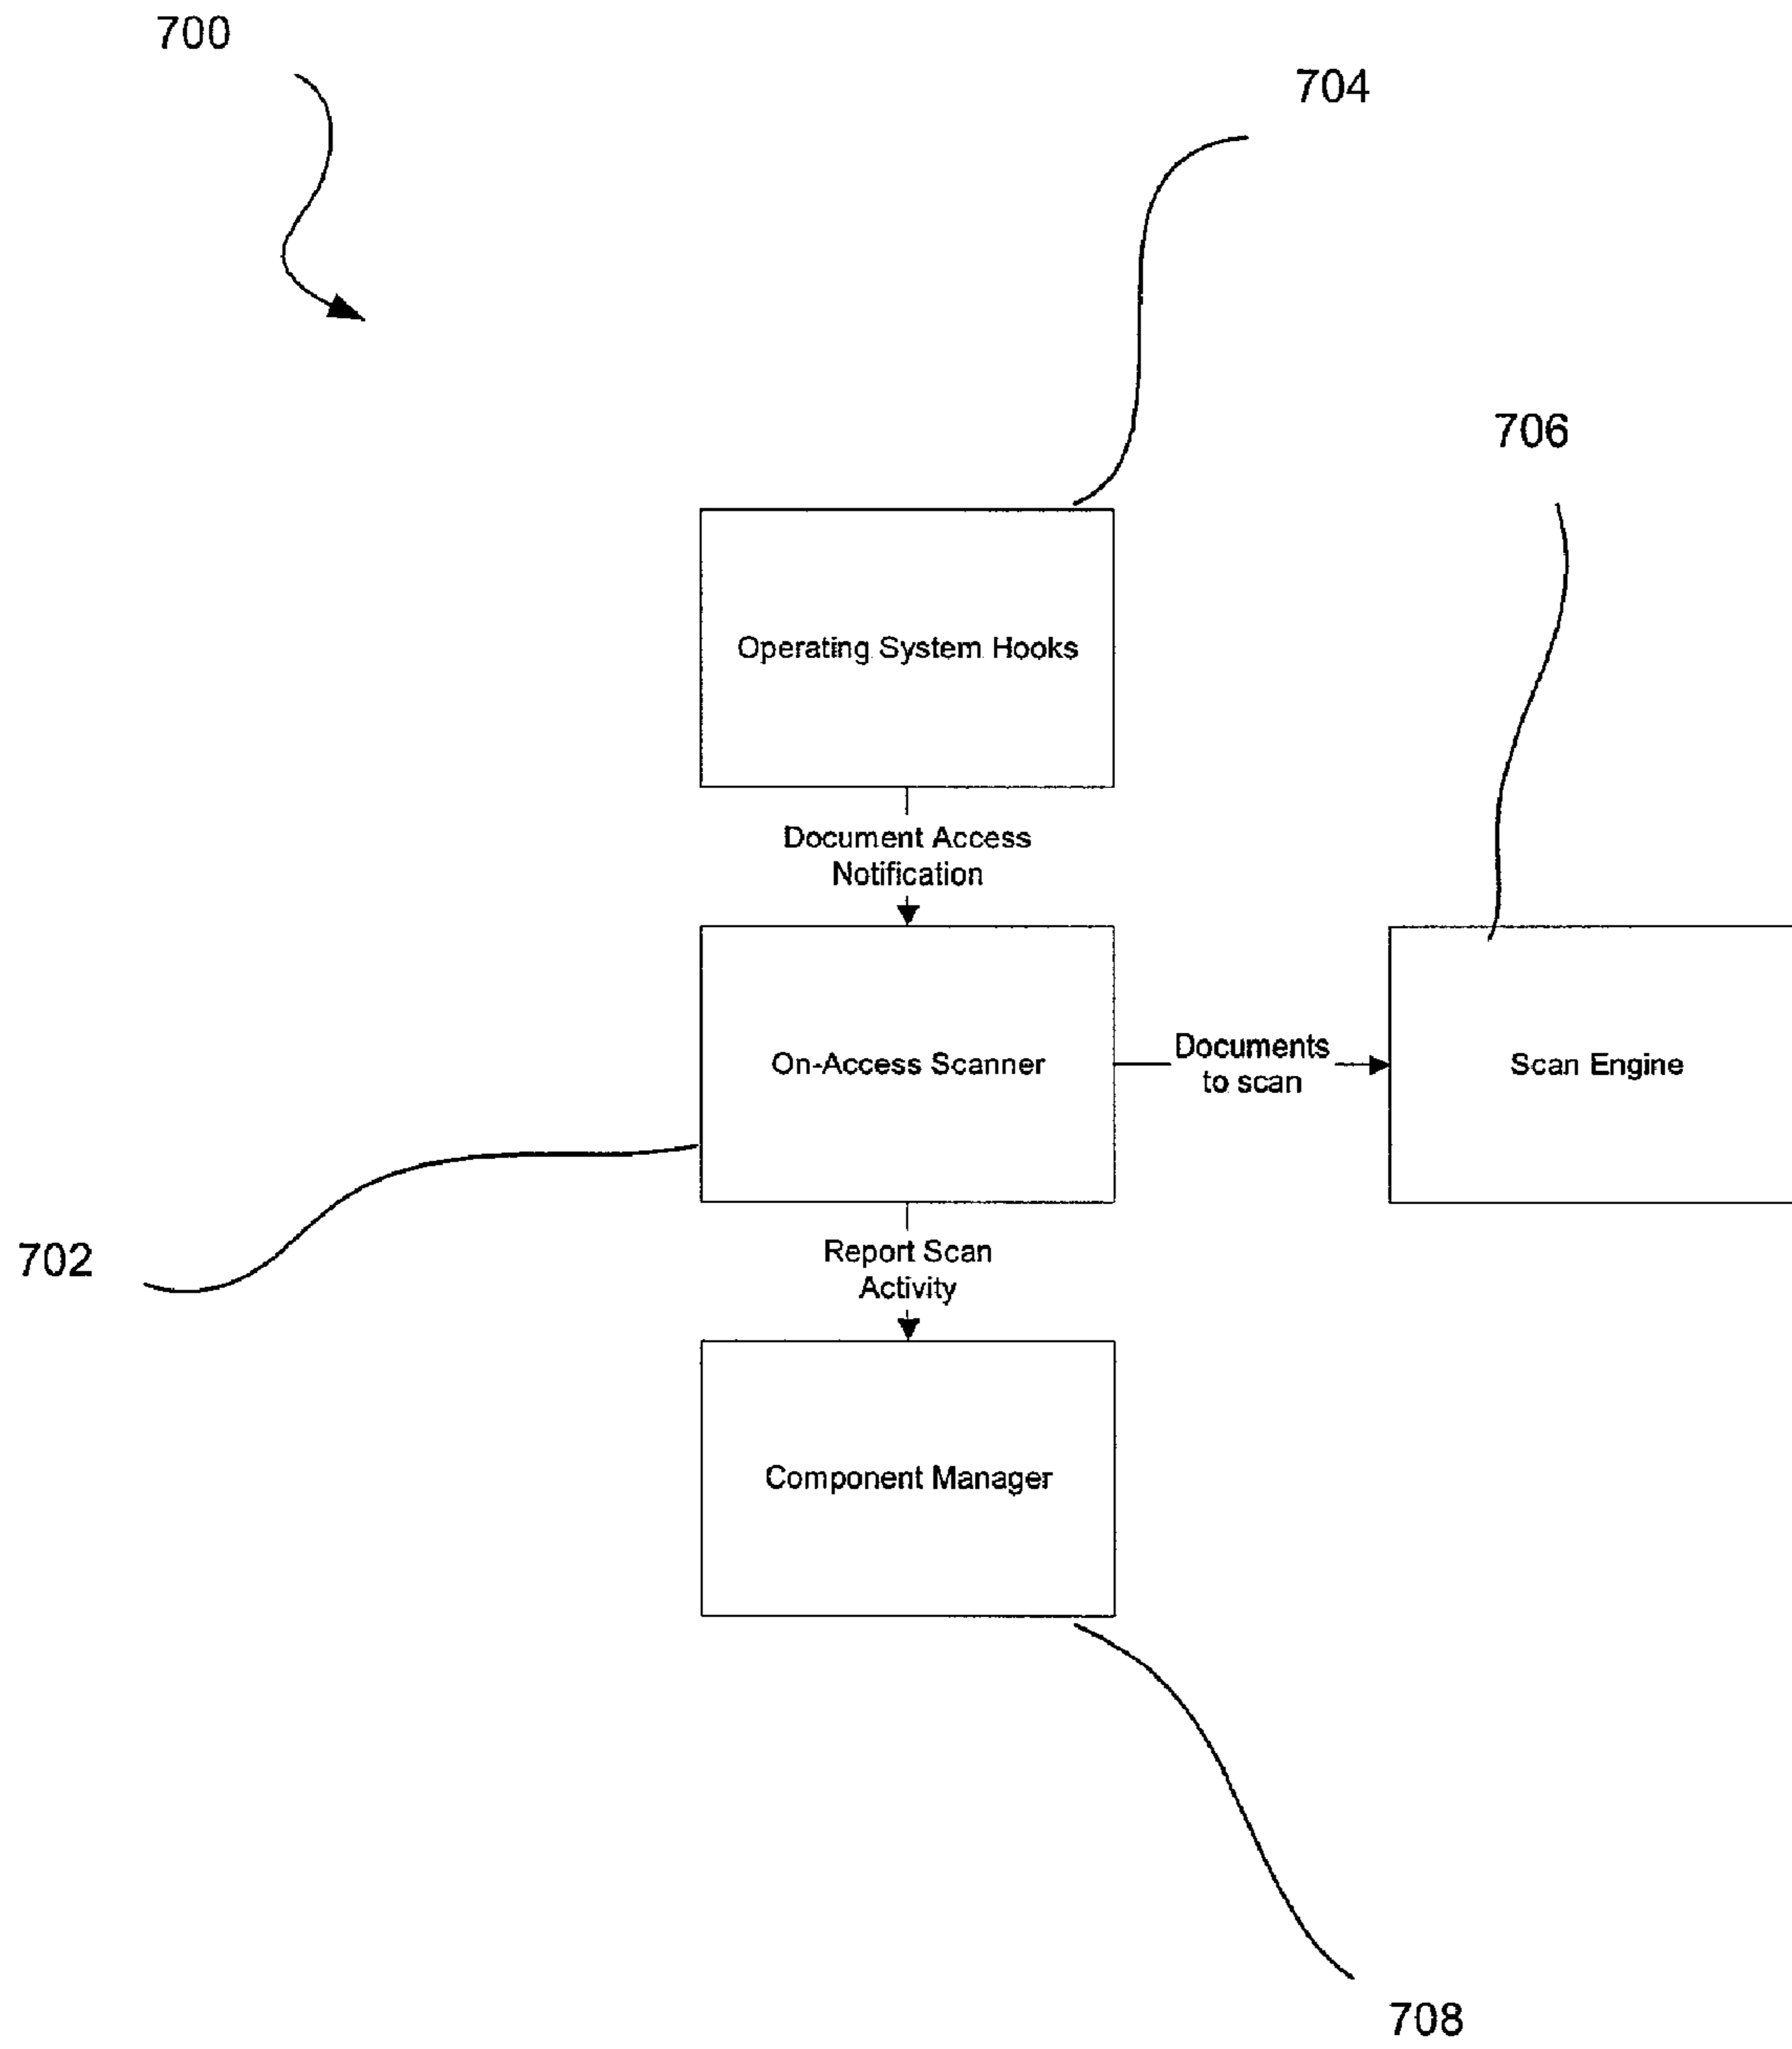 700
704
706
Operating System Hooks
Document Access
Notification
On-Access Scanner
Documents
to scan
Scan Engine
702
Report Scan
Activity
Component Manager
708